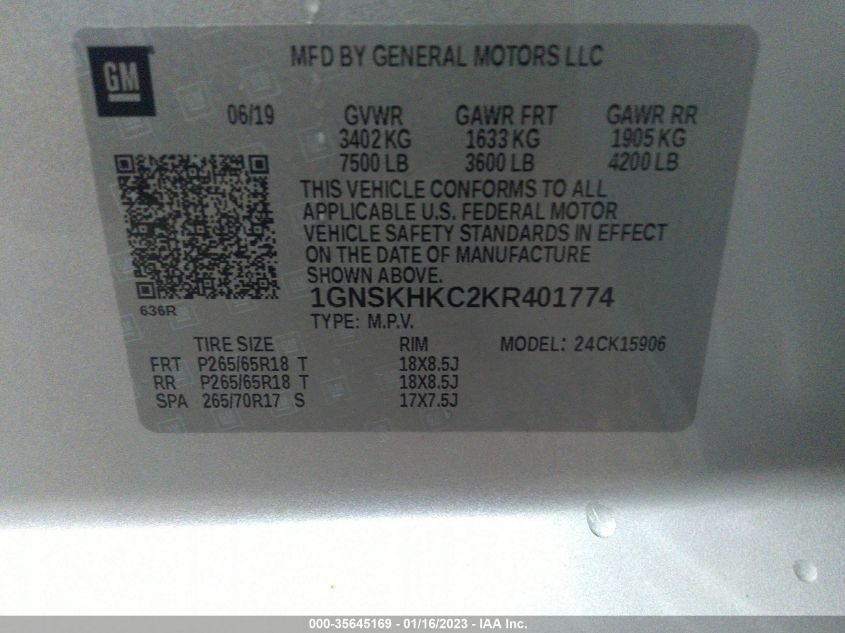 GM
MFD BY GENERAL MOTORS LLC
06/19 GVWR GAWR FRT GAWR RR
3402 KG 1633 KG 1905 KG
7500 LB 3600 LB 4200 LB
THIS VEHICLE CONFORMS TO ALL
APPLICABLE U.S. FEDERAL MOTOR
VEHICLE SAFETY STANDARDS IN EFFECT
ON THE DATE OF MANUFACTURE
SHOWN ABOVE.
1GNSKHKC2KR401774
636R
TYPE: M.P.V.
TIRE SIZE RIM MODEL: 24CK15906
FRT P265/65R18 T 18X8.5J
RR P265/65R18 T 18X8.5J
SPA 265/70R17 S 17X7.5J
000-35645169 - 01/16/2023 - IAA Inc.